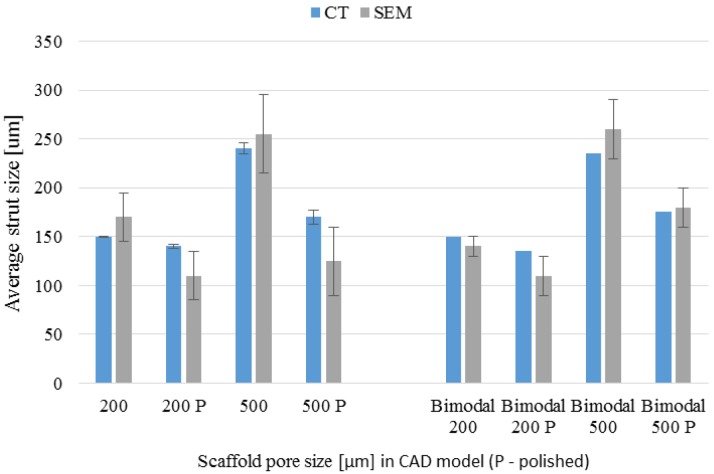 CT SEM
350
300
250
200
150
100
50
0
Average strut size [um]
200 200 P 500 500 P Bimodal Bimodal Bimodal Bimodal
200 200 P 500 500 P
Scaffold pore size [µm] in CAD model (P - polished)